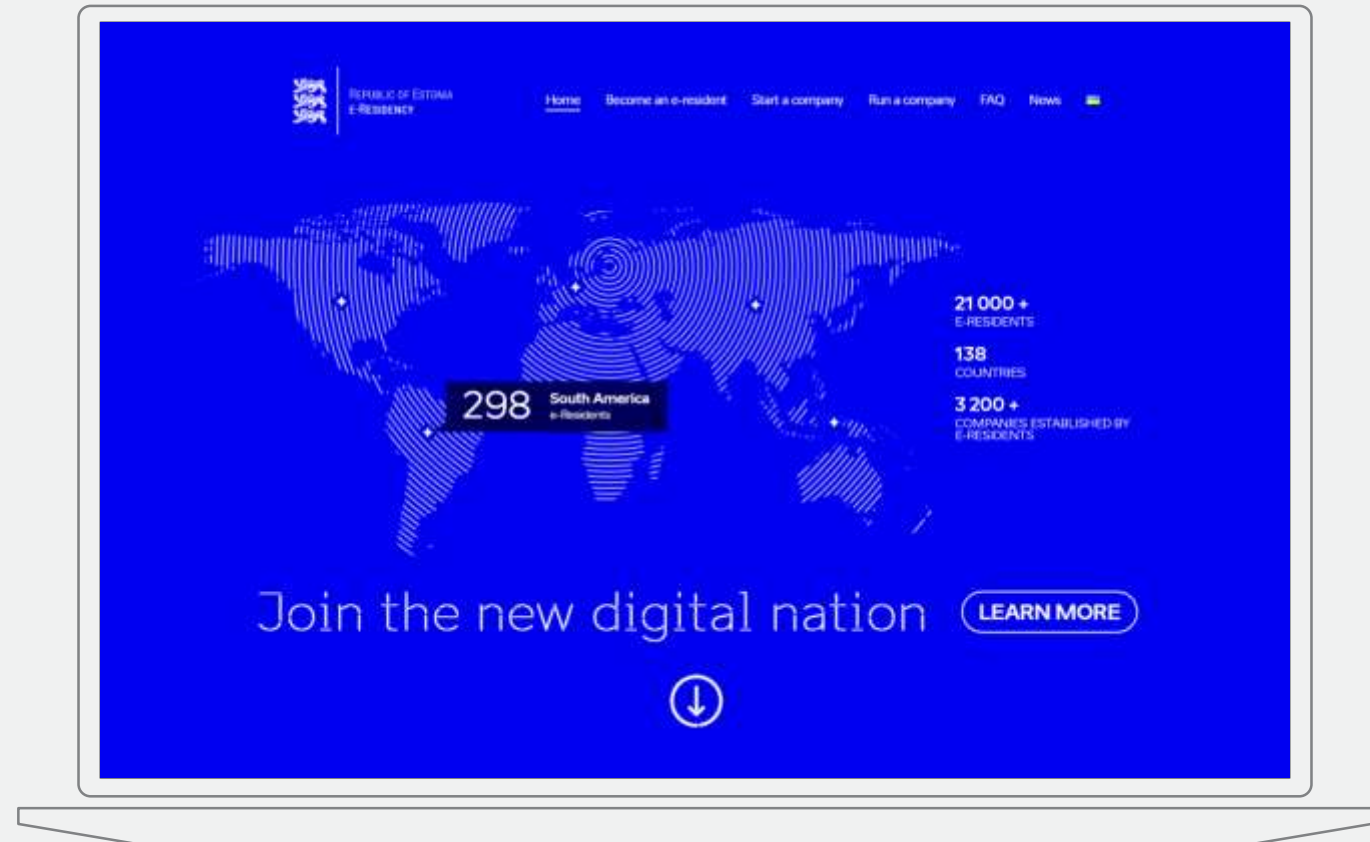 REPUBLIC OF ESTONIA
E-RESIDENCY
Home Become an e-resident Start a company Run a company FAQ News
21 000 +
E-RESIDENTS
138
COUNTRIES
3 200 +
COMPANIES ESTABLISHED BY
E-RESIDENTS
298 South America
e-Residents
Join the new digital nation LEARN MORE